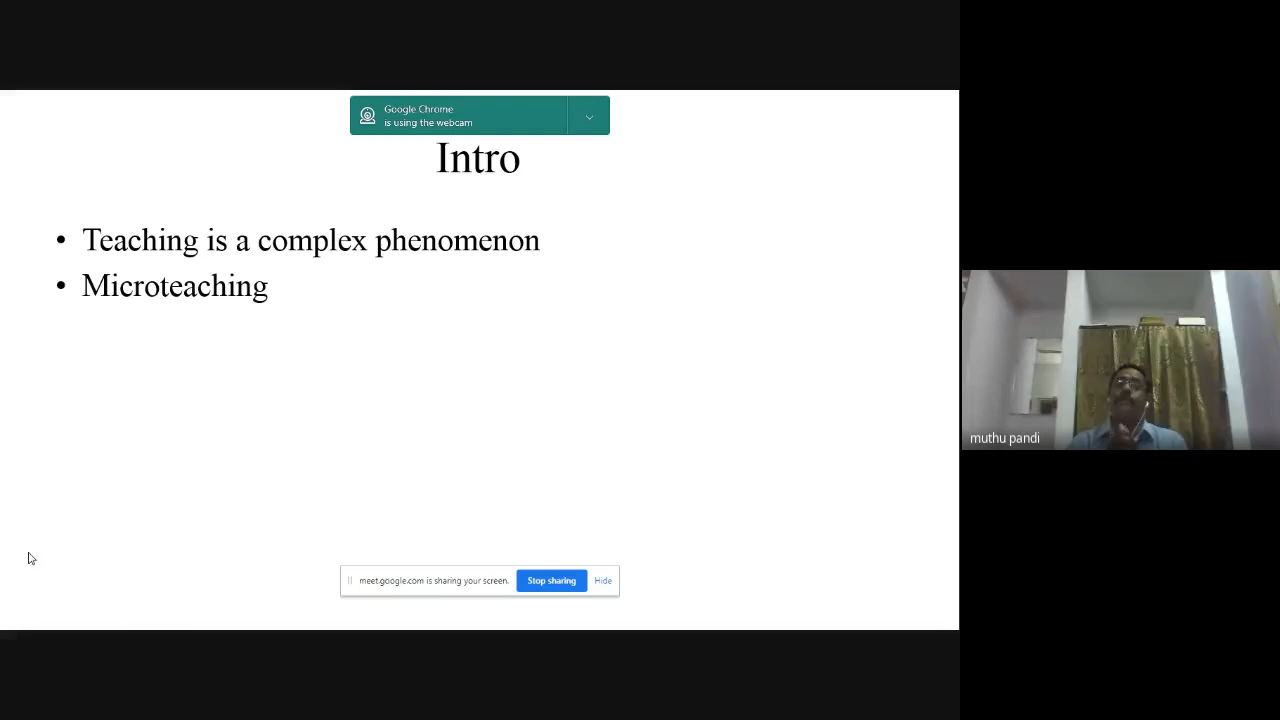 Google Chrome
is using the webcam
Intro
• Teaching is a complex phenomenon
• Microteaching
muthu pandi
meet.google.com is sharing your screen. Stop sharing Hide